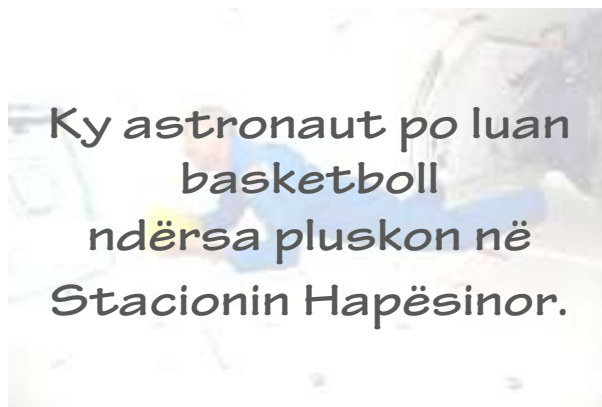 Ky astronaut po luan
basketboll
ndërsa pluskon në
Stacionin Hapësinor.